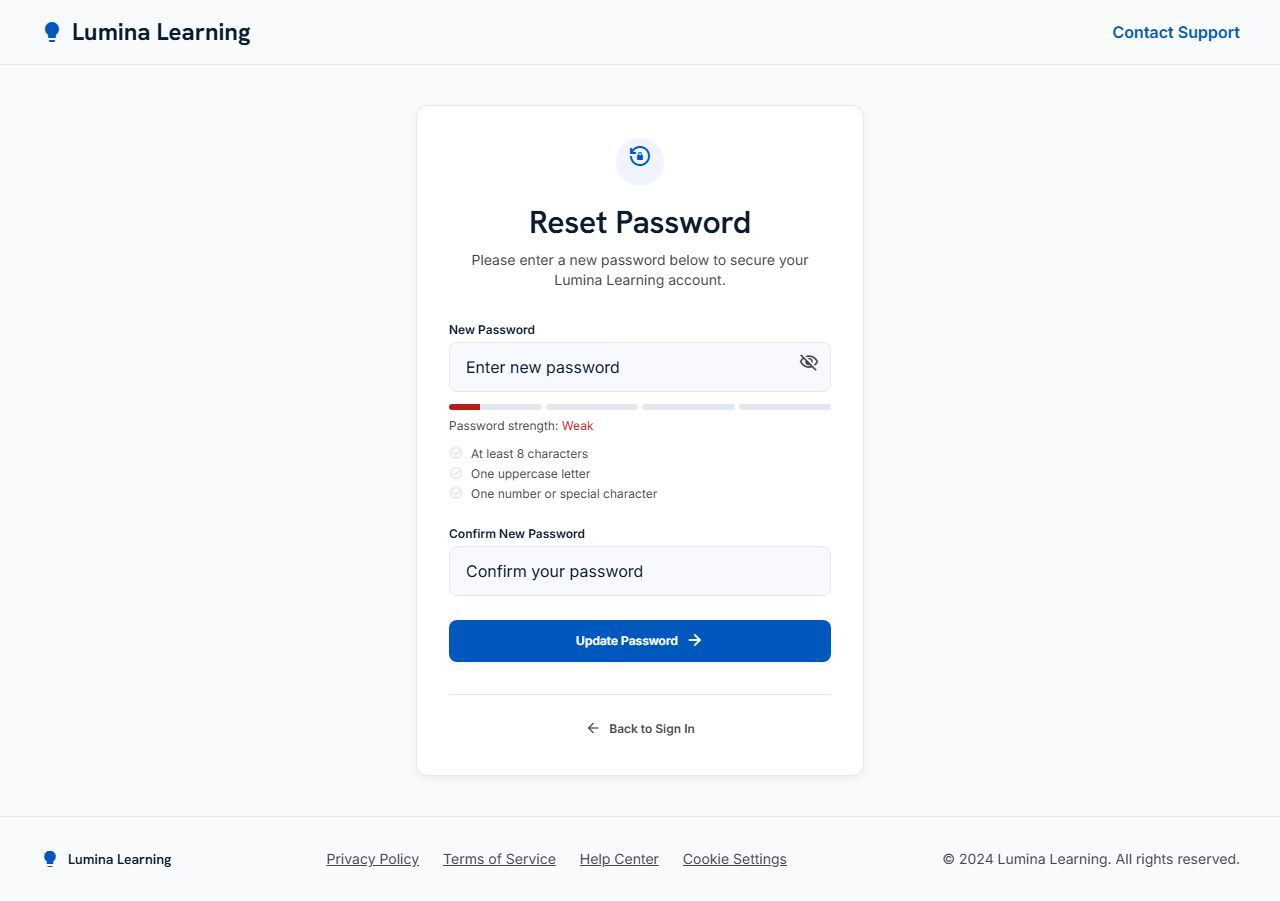 Lumina Learning
Contact Support
Reset Password
Please enter a new password below to secure your
Lumina Learning account.
New Password
Enter new password
Password strength: Weak
At least 8 characters
One uppercase letter
One number or special character
Confirm New Password
Confirm your password
Update Password
Back to Sign In
Lumina Learning
Privacy Policy
Terms of Service
Help Center
Cookie Settings
© 2024 Lumina Learning. All rights reserved.